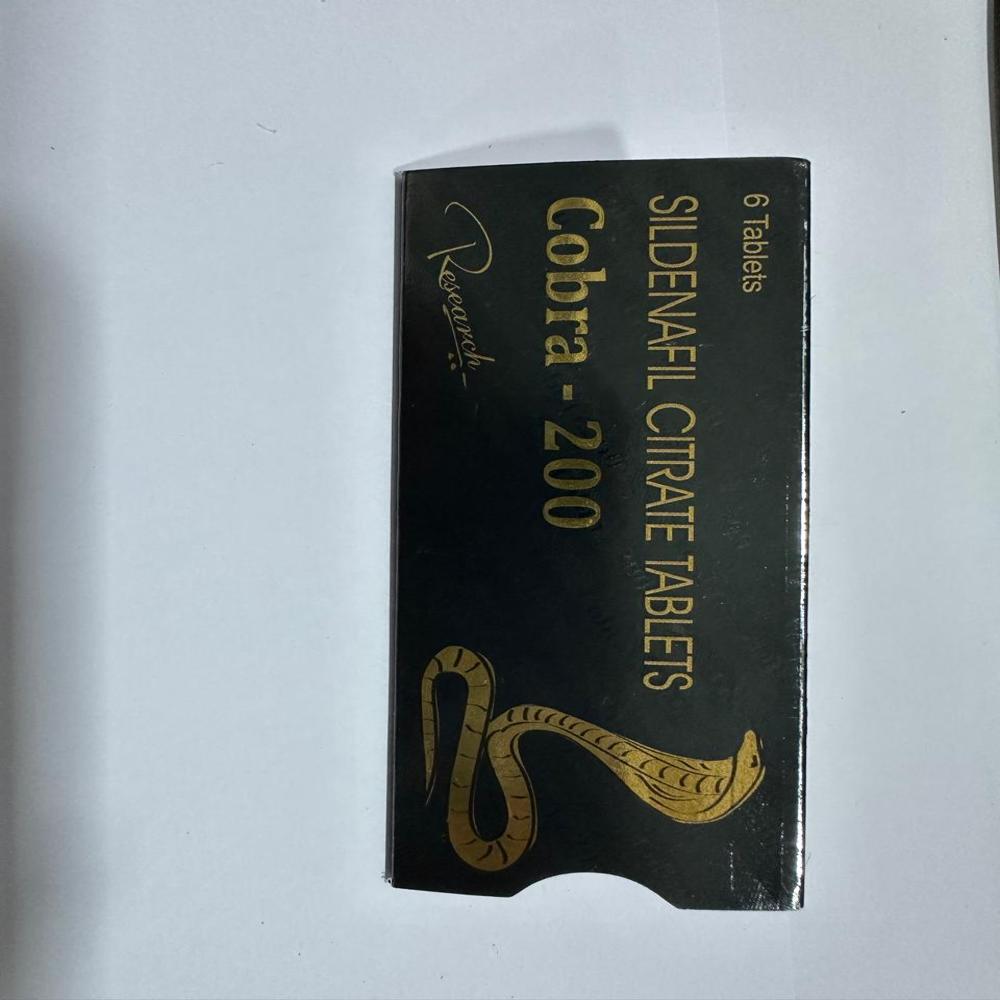 6 Tablets
SILDENAFIL CITRATE TABLETS
Cobra - 200
Research